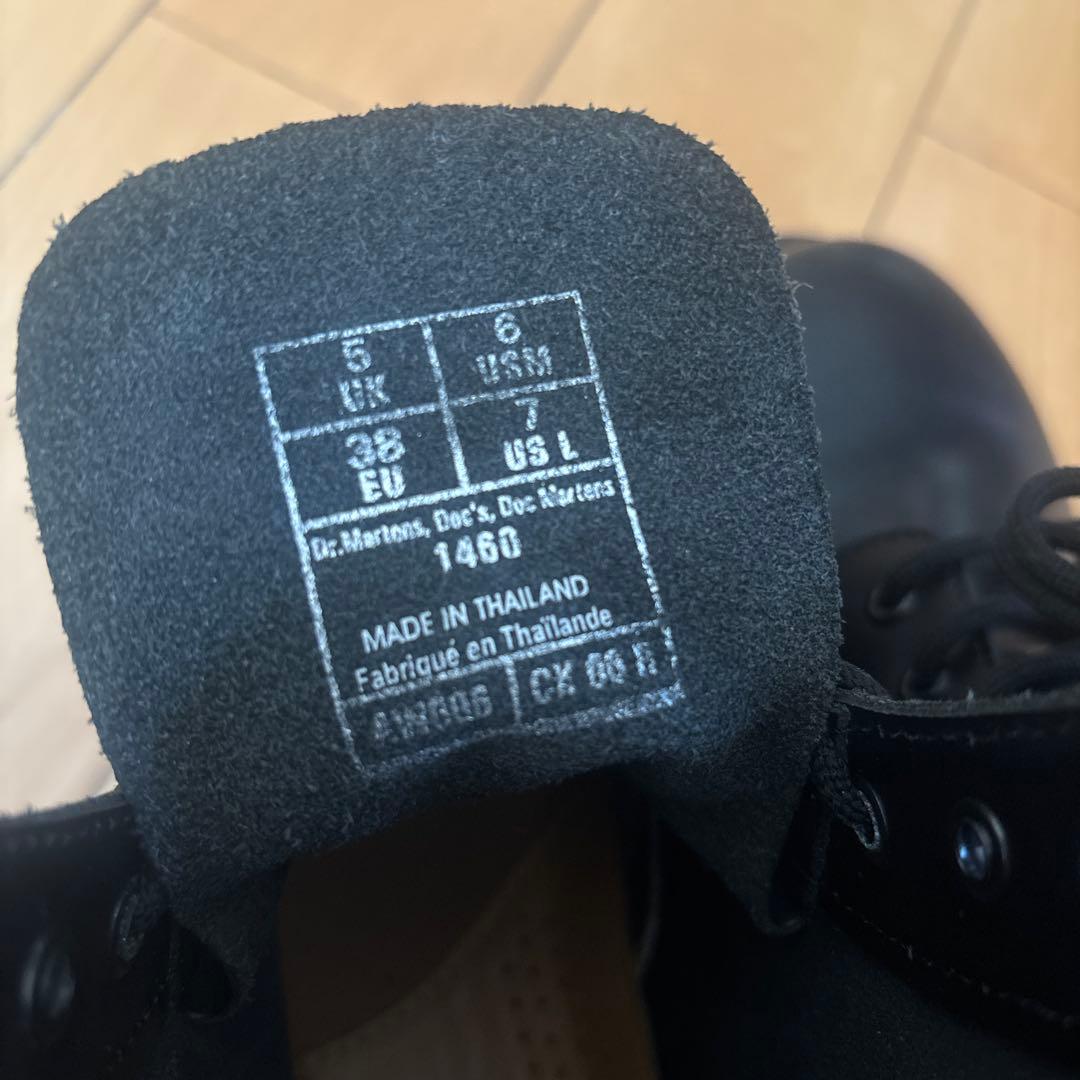 5 6
UK USM
38 7
EU US L
Dr.Martens, Doc's, Doc Martens
1460
MADE IN THAILAND
Fabriqué en Thaïlande
CK